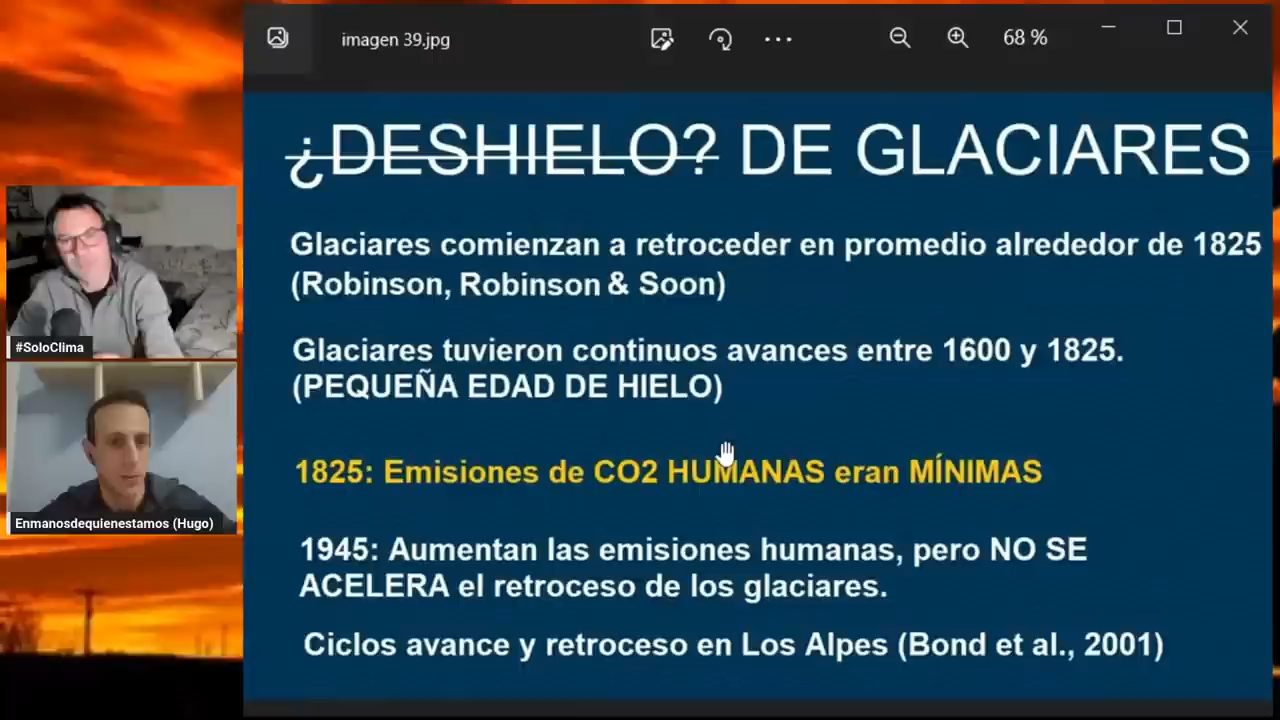 imagen 39.jpg
68 %
¿DESHIELO? DE GLACIARES
Glaciares comienzan a retroceder en promedio alrededor de 1825
(Robinson, Robinson & Soon)
Glaciares tuvieron continuos avances entre 1600 y 1825.
(PEQUEÑA EDAD DE HIELO)
1825: Emisiones de CO2 HUMANAS eran MÍNIMAS
1945: Aumentan las emisiones humanas, pero NO SE
ACELERA el retroceso de los glaciares.
Ciclos avance y retroceso en Los Alpes (Bond et al., 2001)
#SoloClima
Enmanosdequienestamos (Hugo)